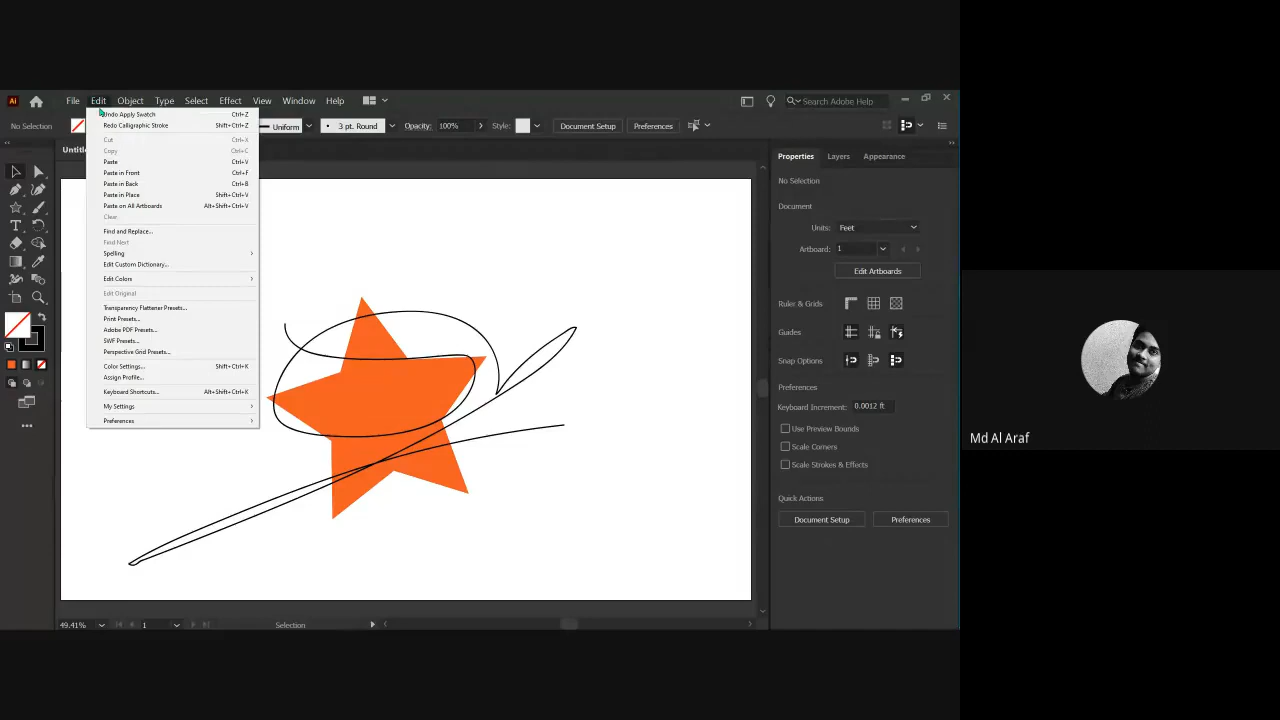 Ai File Edit Object Type Select Effect View Window Help Search Adobe Help
No Selection Uniform 3 pt. Round Opacity: 100% Style: Document Setup Preferences
Undo Apply Swatch Ctrl+Z
Redo Calligraphic Stroke Shift+Ctrl+Z
Cut Ctrl+X
Copy Ctrl+C
Paste Ctrl+V
Paste in Front Ctrl+F
Paste in Back Ctrl+B
Paste in Place Shift+Ctrl+V
Paste on All Artboards Alt+Shift+Ctrl+V
Clear
Find and Replace...
Find Next
Spelling
Edit Custom Dictionary...
Edit Colors
Edit Original
Transparency Flattener Presets...
Print Presets...
Adobe PDF Presets...
SWF Presets...
Perspective Grid Presets...
Color Settings... Shift+Ctrl+K
Assign Profile...
Keyboard Shortcuts... Alt+Shift+Ctrl+K
My Settings
Preferences
Properties Layers Appearance
No Selection
Document
Units: Feet
Artboard: 1
Edit Artboards
Ruler & Grids
Guides
Snap Options
Preferences
Keyboard Increment: 0.0012 ft
Use Preview Bounds
Scale Corners
Scale Strokes & Effects
Quick Actions
Document Setup Preferences
49.41% 1 Selection
Md Al Araf